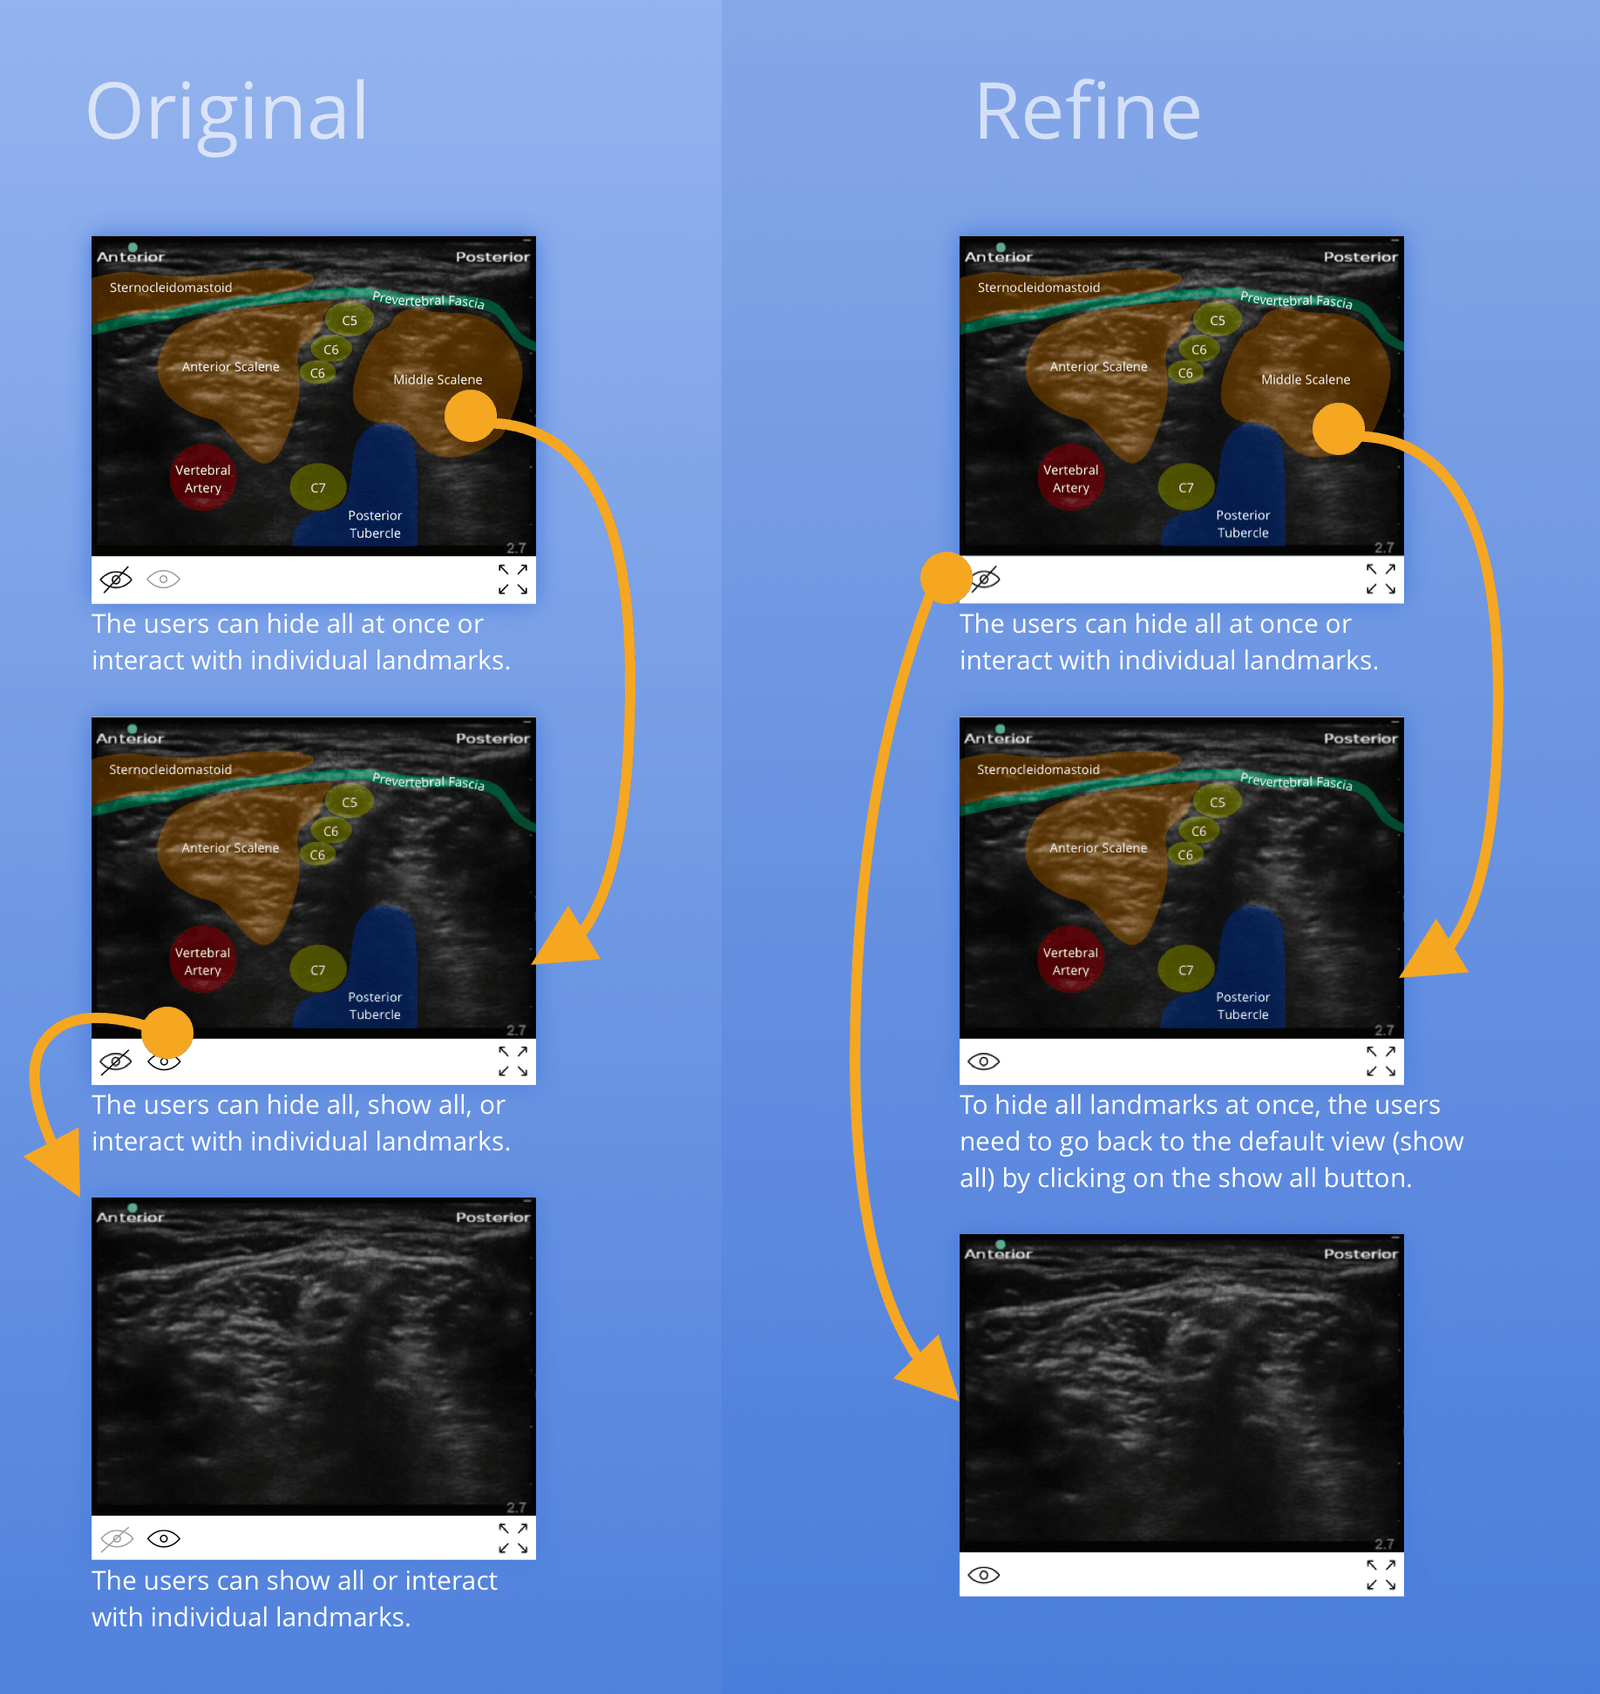 Original
Anterior
Posterior
Sternocleidomastoid
Prevertebral Fascia
C5
C6
Anterior Scalene
C6
Middle Scalene
Vertebral
Artery
C7
Posterior
Tubercle
2.7
The users can hide all at once or
interact with individual landmarks.
Anterior
Posterior
Sternocleidomastoid
Prevertebral Fascia
C5
C6
Anterior Scalene
C6
Vertebral
Artery
C7
Posterior
Tubercle
2.7
The users can hide all, show all, or
interact with individual landmarks.
Anterior
Posterior
2.7
The users can show all or interact
with individual landmarks.
Refine
Anterior
Posterior
Sternocleidomastoid
Prevertebral Fascia
C5
C6
Anterior Scalene
C6
Middle Scalene
Vertebral
Artery
C7
Posterior
Tubercle
2.7
The users can hide all at once or
interact with individual landmarks.
Anterior
Posterior
Sternocleidomastoid
Prevertebral Fascia
C5
C6
Anterior Scalene
C6
Vertebral
Artery
C7
Posterior
Tubercle
2.7
To hide all landmarks at once, the users
need to go back to the default view (show
all) by clicking on the show all button.
Anterior
Posterior
2.7